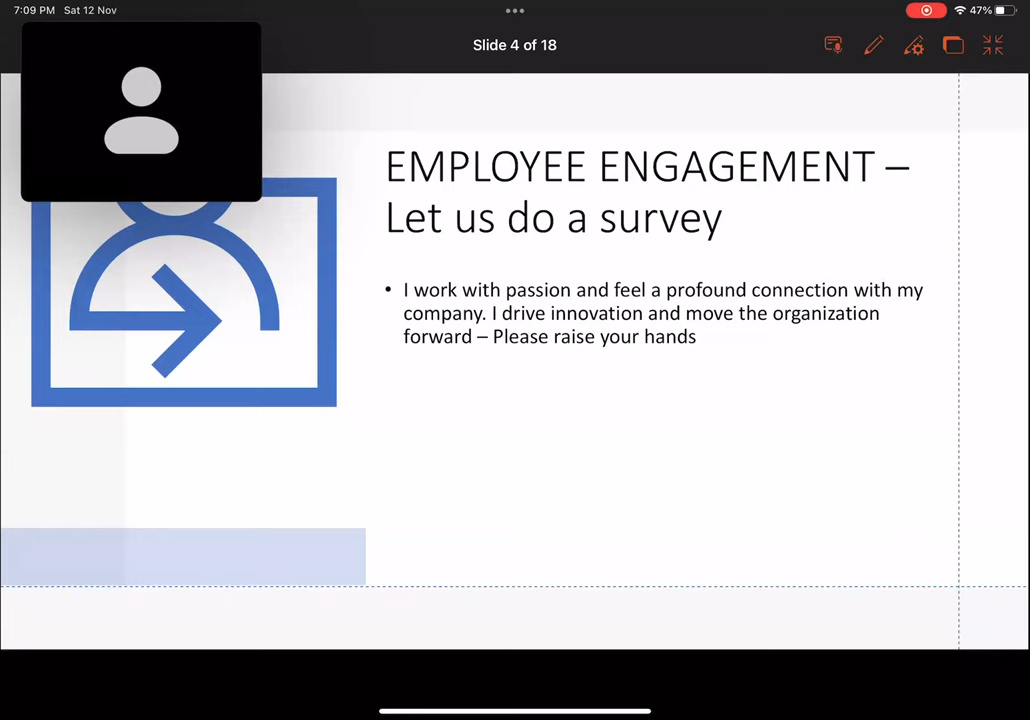 7:09 PM Sat 12 Nov
47%
Slide 4 of 18
EMPLOYEE ENGAGEMENT –
Let us do a survey
• I work with passion and feel a profound connection with my
company. I drive innovation and move the organization
forward – Please raise your hands